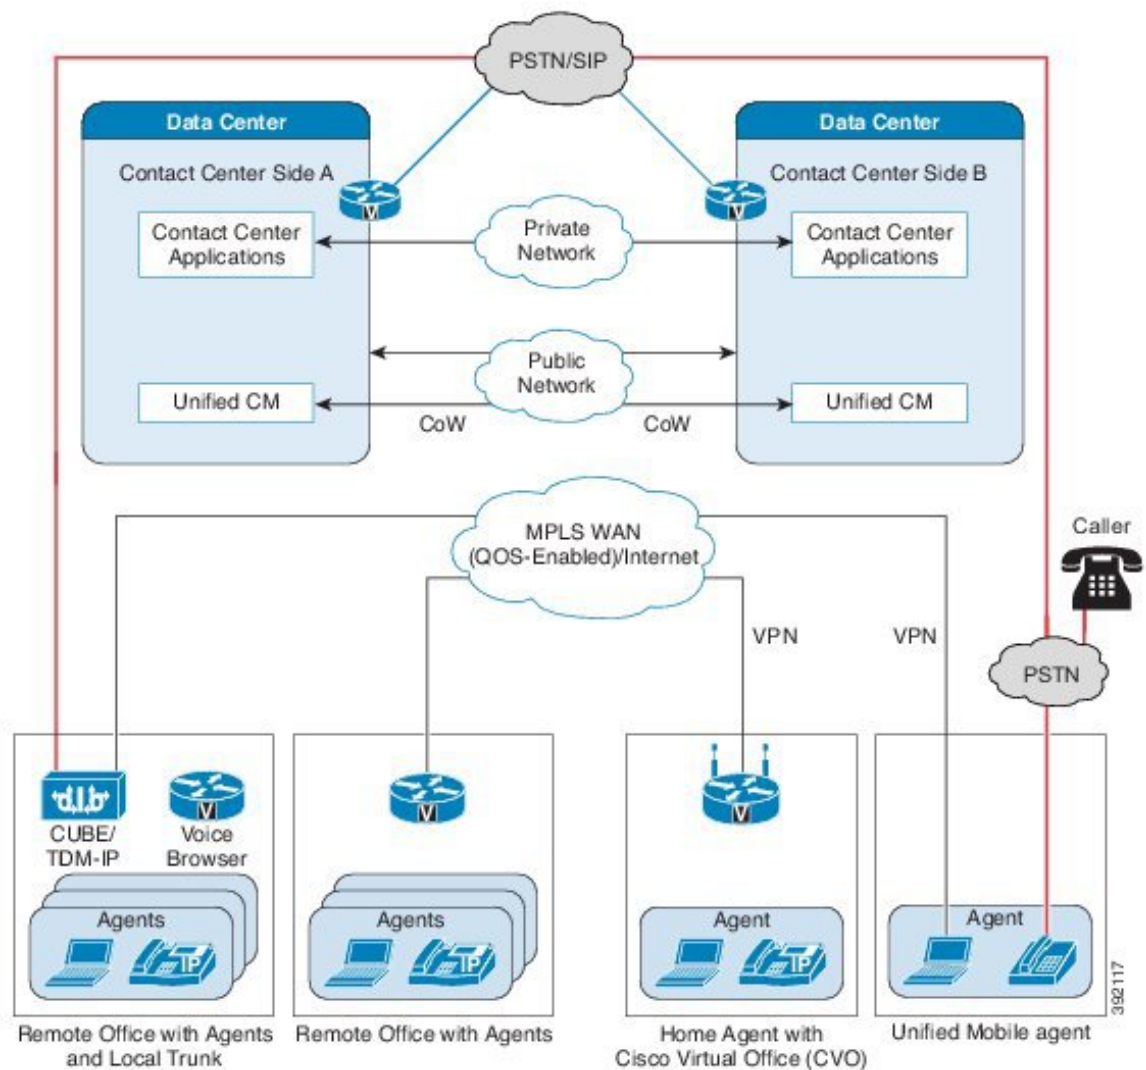 PSTN/SIP
Data Center
Data Center
Contact Center Side A
Contact Center Side B
V
V
Contact Center
Applications
Private
Network
Contact Center
Applications
Public
Network
Unified CM
Unified CM
CoW
CoW
MPLS WAN
(QOS-Enabled)/Internet
Caller
VPN
VPN
PSTN
d.I.b
V
V
V
CUBE/
TDM-IP
Voice
Browser
Agents
IP
Agents
IP
Agent
IP
Agent
392117
Remote Office with Agents
and Local Trunk
Remote Office with Agents
Home Agent with
Cisco Virtual Office (CVO)
Unified Mobile agent